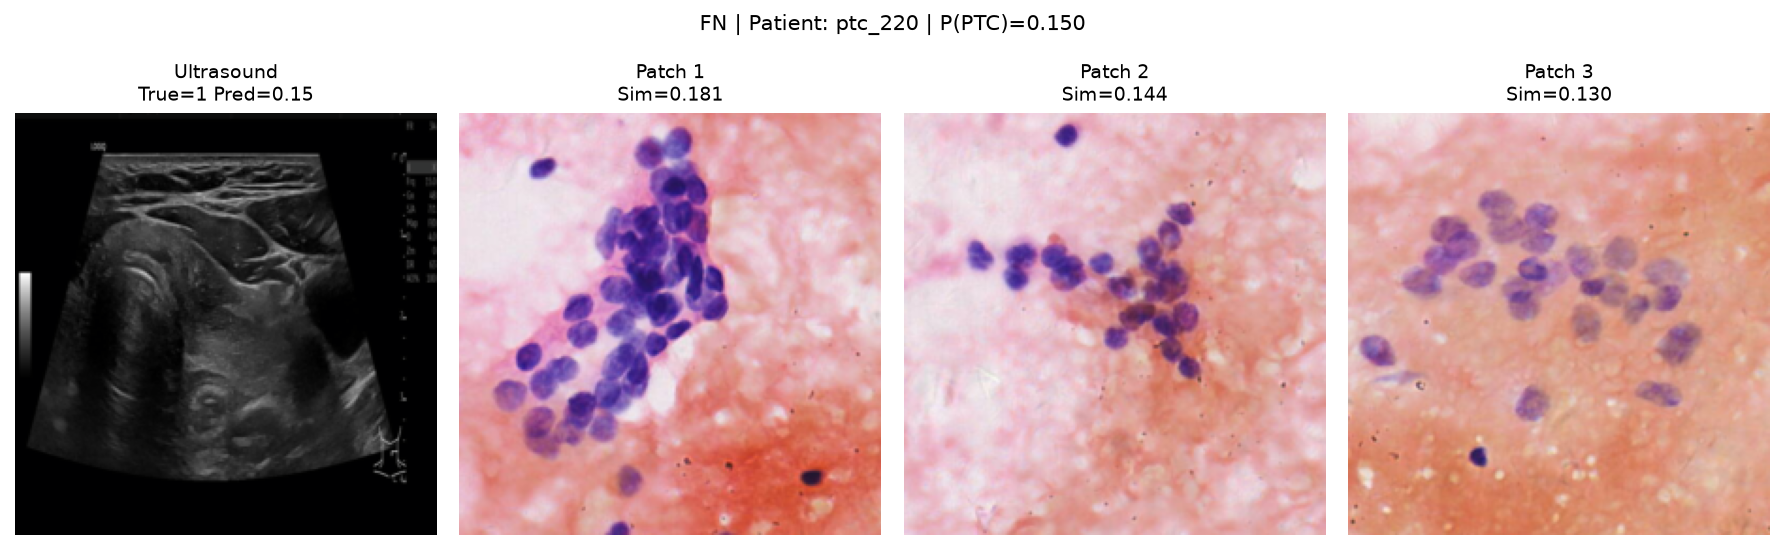 FN | Patient: ptc_220 | P(PTC)=0.150
Ultrasound
True=1 Pred=0.15
Patch 1
Sim=0.181
Patch 2
Sim=0.144
Patch 3
Sim=0.130